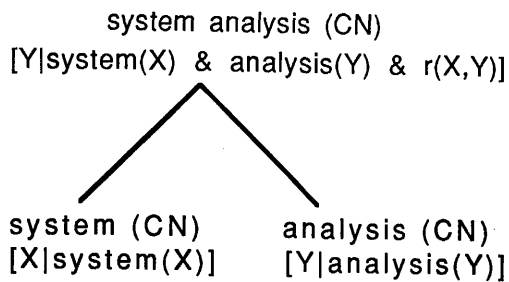 system analysis (CN)
[Y|system(X) & analysis(Y) & r(X,Y)]
system (CN)
[X|system(X)]
analysis (CN)
[Y|analysis(Y)]